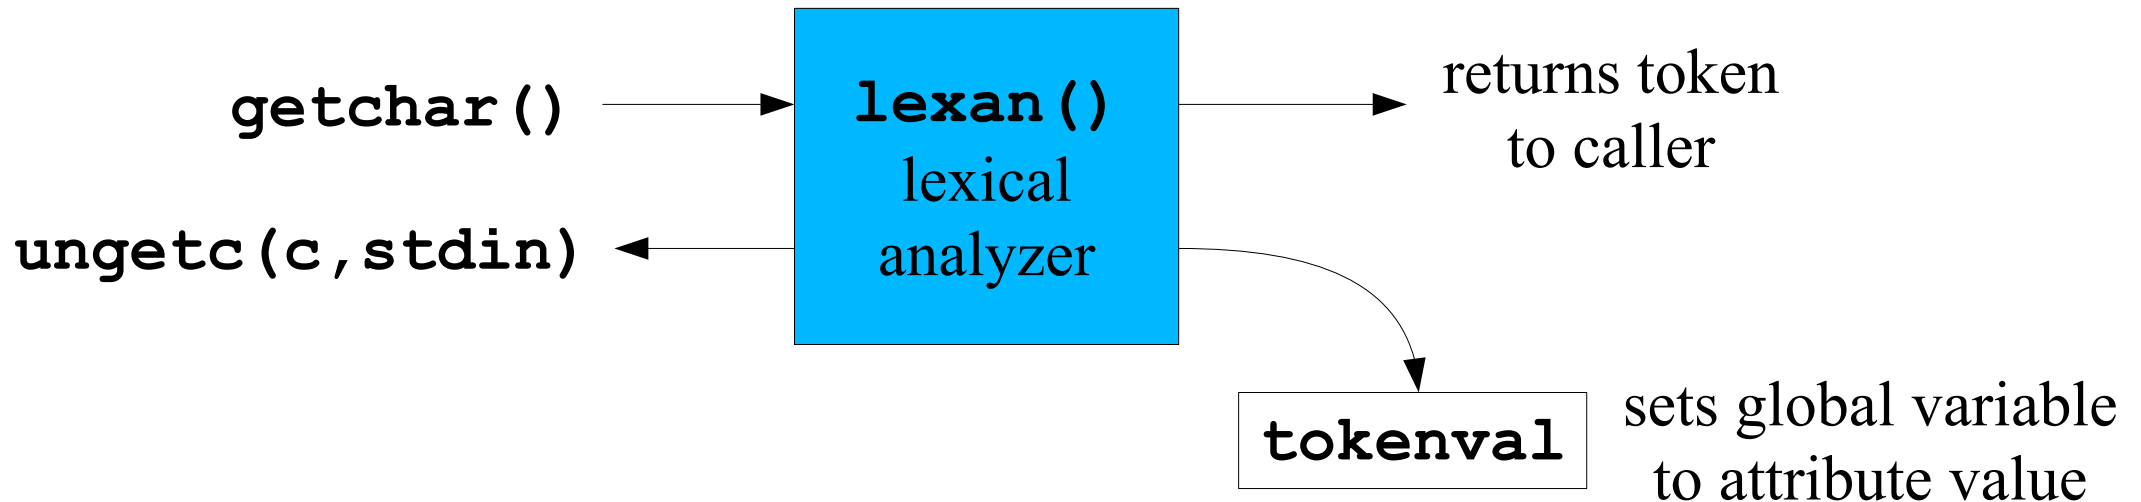 getchar()
ungetc(c,stdin)
lexan()
lexical
analyzer
returns token
to caller
tokenval
sets global variable
to attribute value